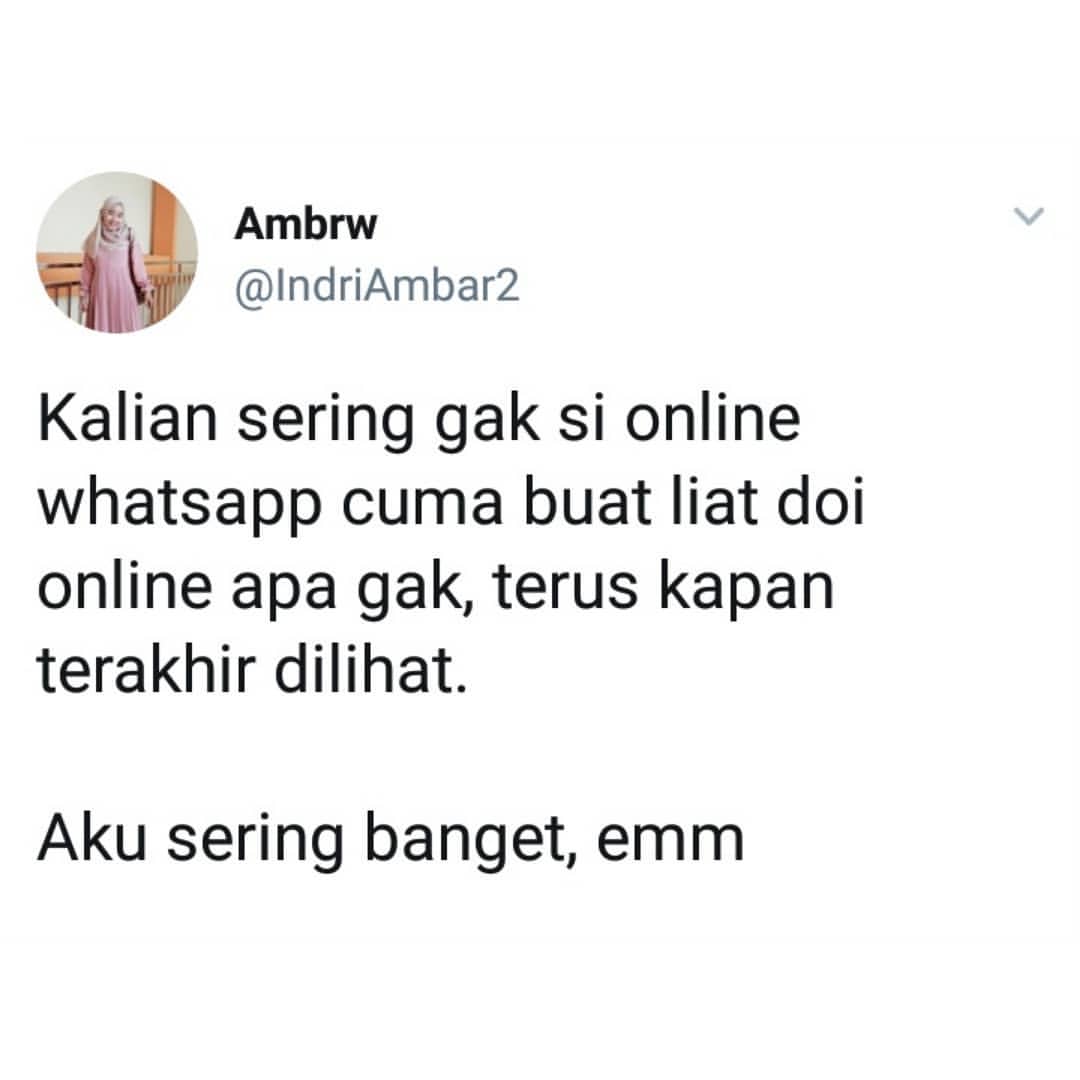 Ambrw
@IndriAmbar2
Kalian sering gak si online
whatsapp cuma buat liat doi
online apa gak, terus kapan
terakhir dilihat.
Aku sering banget, emm